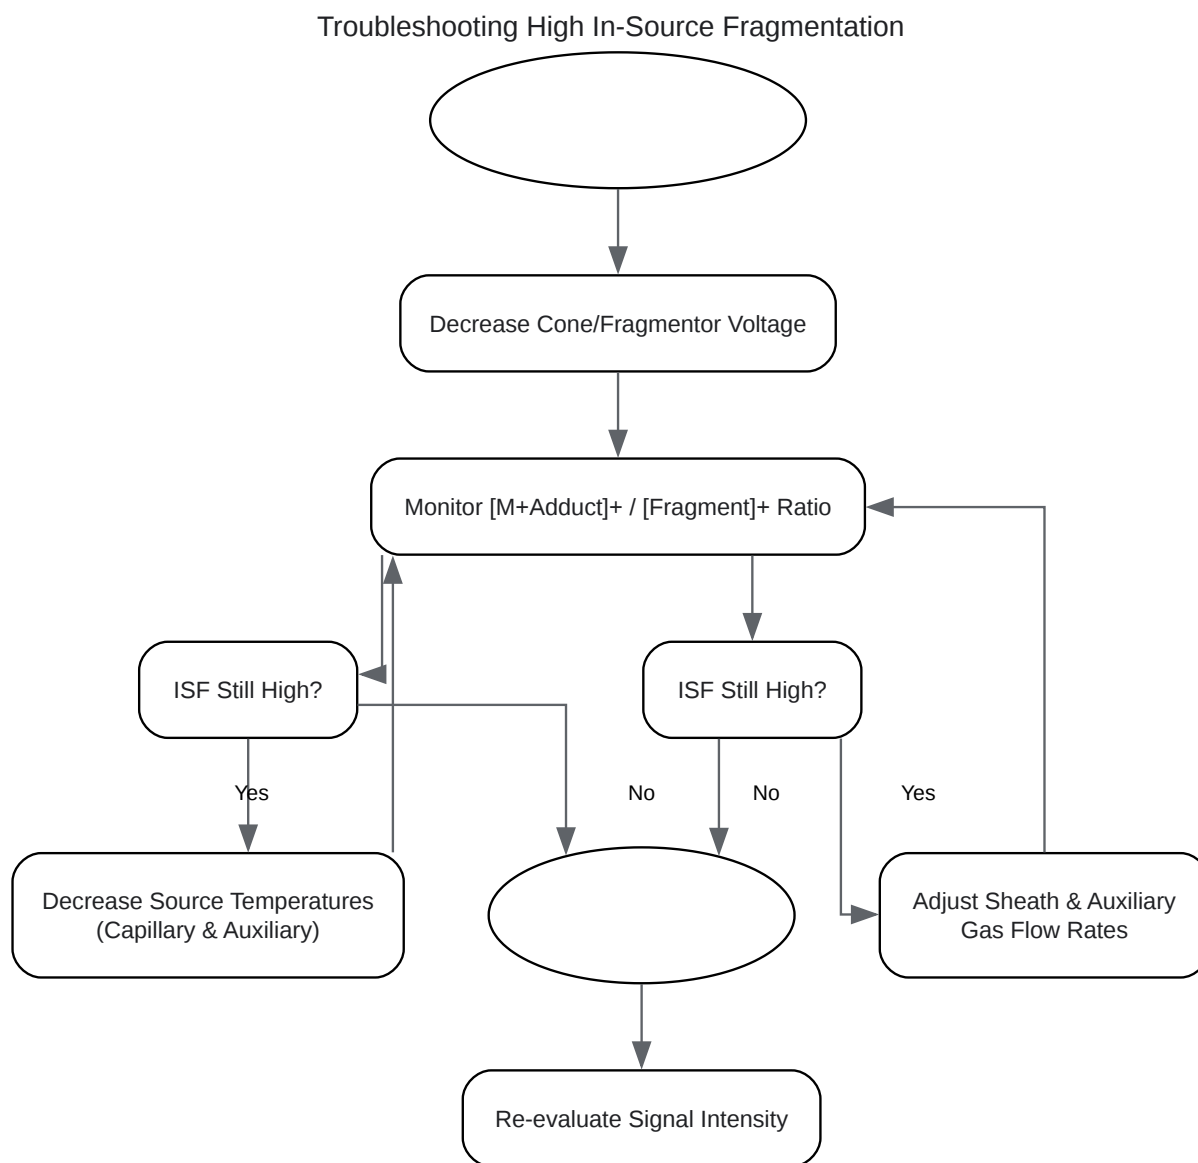 Troubleshooting High In-Source Fragmentation
Decrease Cone/Fragmentor Voltage
Monitor [M+Adduct]+ / [Fragment]+ Ratio
ISF Still High?
ISF Still High?
Yes
No
No
Yes
Decrease Source Temperatures
(Capillary & Auxiliary)
Adjust Sheath & Auxiliary
Gas Flow Rates
Re-evaluate Signal Intensity